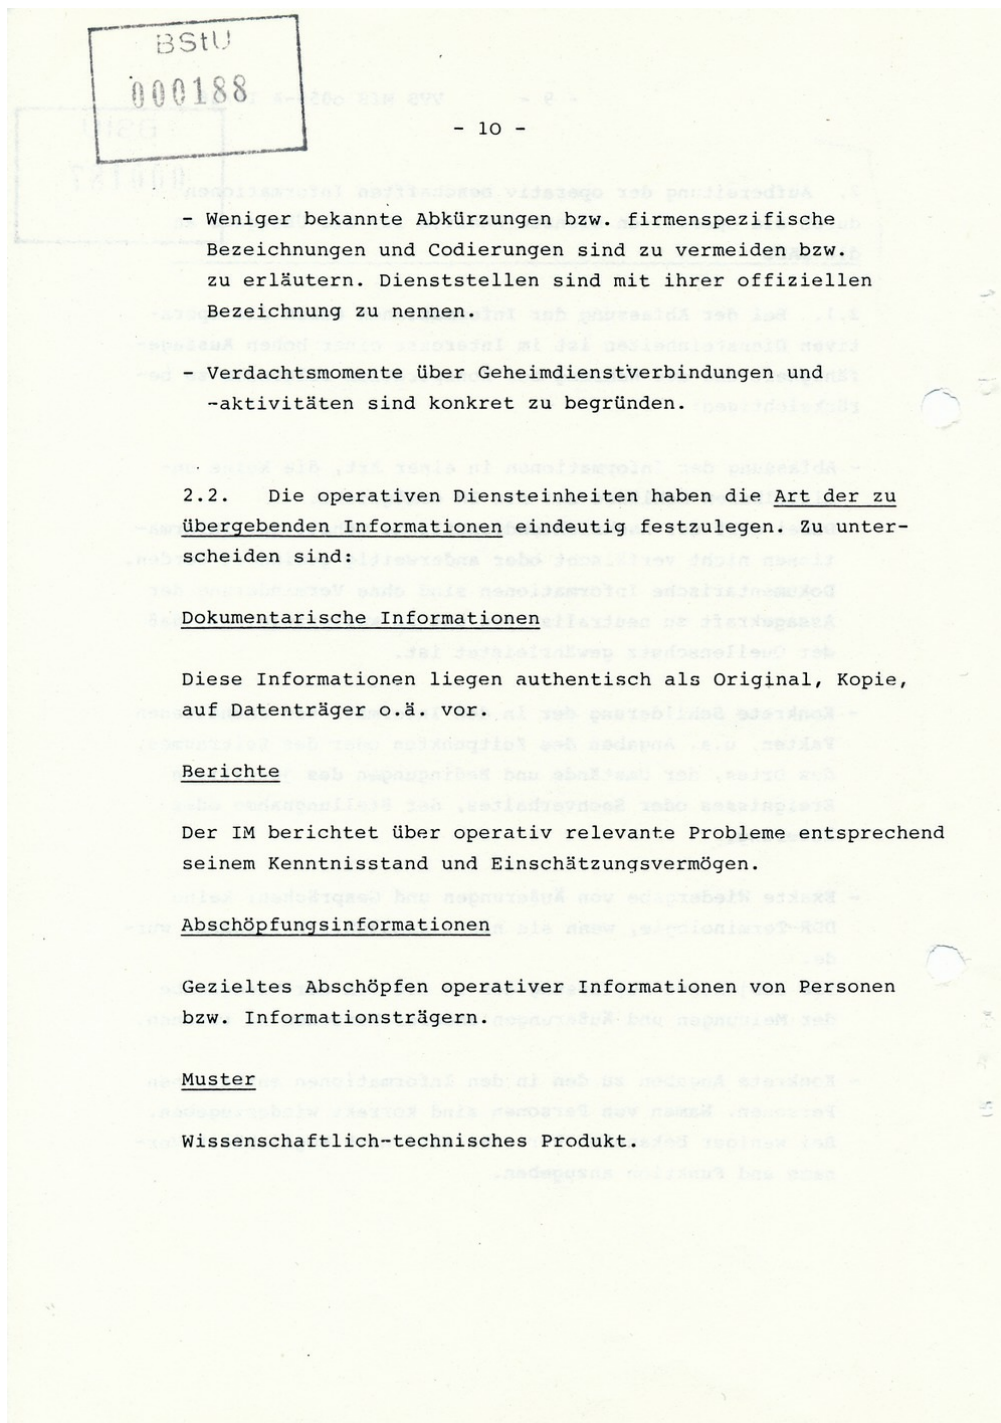 BStU
000188
- 10 -
- Weniger bekannte Abkürzungen bzw. firmenspezifische
Bezeichnungen und Codierungen sind zu vermeiden bzw.
zu erläutern. Dienststellen sind mit ihrer offiziellen
Bezeichnung zu nennen.
- Verdachtsmomente über Geheimdienstverbindungen und
-aktivitäten sind konkret zu begründen.
2.2. Die operativen Diensteinheiten haben die Art der zu
übergebenden Informationen eindeutig festzulegen. Zu unter-
scheiden sind:
Dokumentarische Informationen
Diese Informationen liegen authentisch als Original, Kopie,
auf Datenträger o.ä. vor.
Berichte
Der IM berichtet über operativ relevante Probleme entsprechend
seinem Kenntnisstand und Einschätzungsvermögen.
Abschöpfungsinformationen
Gezieltes Abschöpfen operativer Informationen von Personen
bzw. Informationsträgern.
Muster
Wissenschaftlich-technisches Produkt.